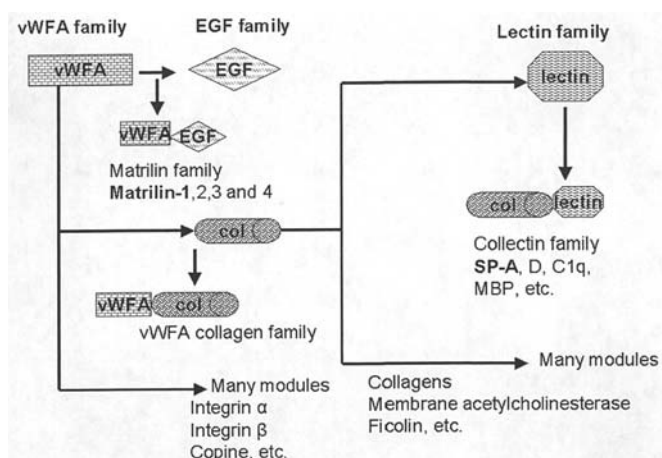 vWFA family
EGF family
Lectin family
vWFA
EGF
lectin
vWFA EGF
Matrilin family
Matrilin-1,2,3 and 4
col
col lectin
Collectin family
SP-A, D, C1q,
MBP, etc.
vWFA col
vWFA collagen family
Many modules
Integrin α
Integrin β
Copine, etc.
Many modules
Collagens
Membrane acetylcholinesterase
Ficolin, etc.